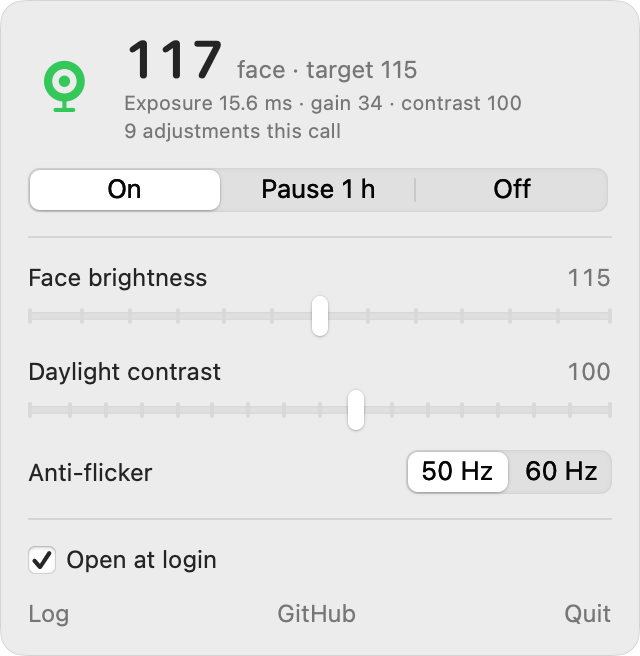 117 face · target 115
Exposure 15.6 ms · gain 34 · contrast 100
9 adjustments this call
On Pause 1 h Off
Face brightness 115
Daylight contrast 100
Anti-flicker 50 Hz 60 Hz
Open at login
Log GitHub Quit